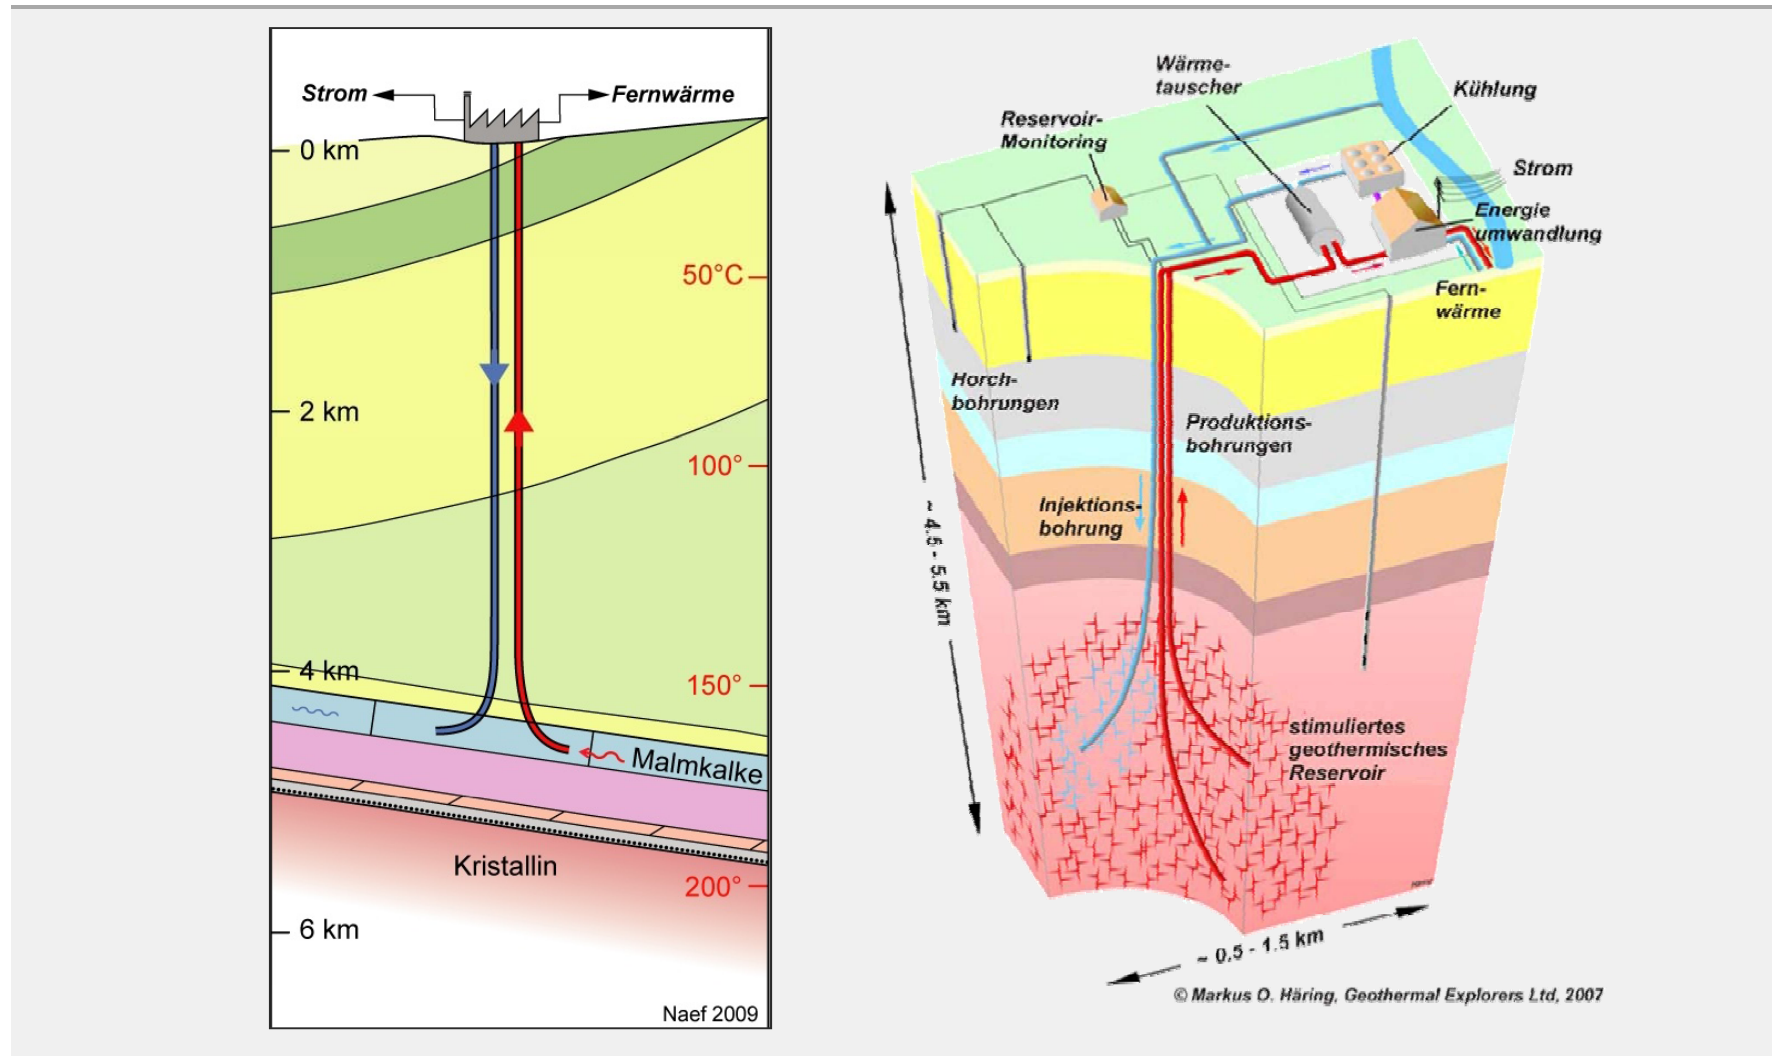 Strom
Fernwärme
0 km
50°C
2 km
100°
4 km
150°
Malmkalke
Kristallin
200°
6 km
Naef 2009
Wärme-
tauscher
Kühlung
Reservoir-
Monitoring
Strom
Energie
umwandlung
Fern-
wärme
Horch-
bohrungen
Produktions-
bohrungen
Injektions-
bohrung
~ 4.5 - 5.5 km
stimuliertes
geothermisches
Reservoir
Häring
~ 0,5 - 1.5 km
© Markus O. Häring, Geothermal Explorers Ltd, 2007